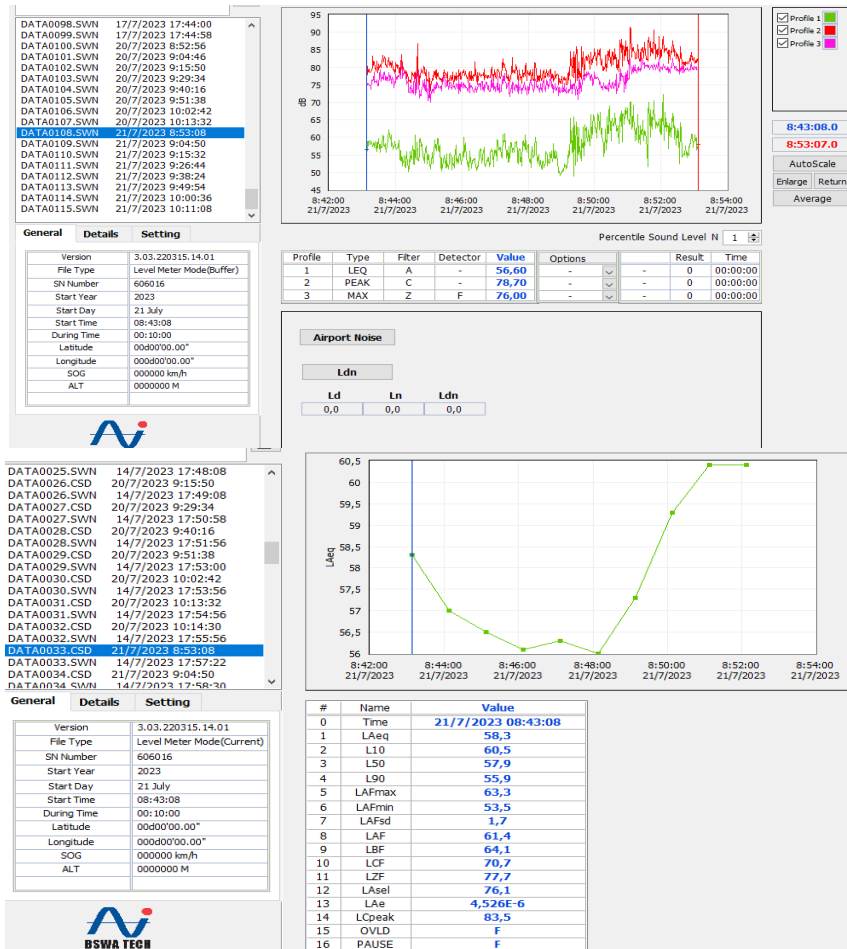 DATA0098.SWN 17/7/2023 17:44:00
DATA0099.SWN 17/7/2023 17:44:58
DATA0100.SWN 20/7/2023 8:52:56
DATA0101.SWN 20/7/2023 9:04:46
DATA0102.SWN 20/7/2023 9:15:50
DATA0103.SWN 20/7/2023 9:29:34
DATA0104.SWN 20/7/2023 9:40:16
DATA0105.SWN 20/7/2023 9:51:38
DATA0106.SWN 20/7/2023 10:02:42
DATA0107.SWN 20/7/2023 10:13:32
DATA0108.SWN 21/7/2023 8:53:08
DATA0109.SWN 21/7/2023 9:04:50
DATA0110.SWN 21/7/2023 9:15:32
DATA0111.SWN 21/7/2023 9:26:44
DATA0112.SWN 21/7/2023 9:38:24
DATA0113.SWN 21/7/2023 9:49:54
DATA0114.SWN 21/7/2023 10:00:36
DATA0115.SWN 21/7/2023 10:11:08
General Details Setting
Version 3.03.220315.14.01
File Type Level Meter Mode(Buffer)
SN Number 606016
Start Year 2023
Start Day 21 July
Start Time 08:43:08
During Time 00:10:00
Latitude 00d00'00.00"
Longitude 000d00'00.00"
SOG 000000 km/h
ALT 0000000 M
95
90
85
80
75
70
65
60
55
50
45
dB
8:42:00 8:44:00 8:46:00 8:48:00 8:50:00 8:52:00 8:54:00
21/7/2023 21/7/2023 21/7/2023 21/7/2023 21/7/2023 21/7/2023 21/7/2023
Profile 1
Profile 2
Profile 3
8:43:08.0
8:53:07.0
AutoScale
Enlarge Return
Average
Percentile Sound Level N 1
Profile Type Filter Detector Value Options Result Time
1 LEQ A - 56,60 - - 0 00:00:00
2 PEAK C - 78,70 - - 0 00:00:00
3 MAX Z F 76,00 - - 0 00:00:00
Airport Noise
Ldn
Ld Ln Ldn
0,0 0,0 0,0
DATA0025.SWN 14/7/2023 17:48:08
DATA0026.CSD 20/7/2023 9:15:50
DATA0026.SWN 14/7/2023 17:49:08
DATA0027.CSD 20/7/2023 9:29:34
DATA0027.SWN 14/7/2023 17:50:58
DATA0028.CSD 20/7/2023 9:40:16
DATA0028.SWN 14/7/2023 17:51:56
DATA0029.CSD 20/7/2023 9:51:38
DATA0029.SWN 14/7/2023 17:53:00
DATA0030.CSD 20/7/2023 10:02:42
DATA0030.SWN 14/7/2023 17:53:56
DATA0031.CSD 20/7/2023 10:13:32
DATA0031.SWN 14/7/2023 17:54:56
DATA0032.CSD 20/7/2023 10:14:30
DATA0032.SWN 14/7/2023 17:55:56
DATA0033.CSD 21/7/2023 8:53:08
DATA0033.SWN 14/7/2023 17:57:22
DATA0034.CSD 21/7/2023 9:04:50
DATA0034.SWN 14/7/2023 17:58:30
General Details Setting
Version 3.03.220315.14.01
File Type Level Meter Mode(Current)
SN Number 606016
Start Year 2023
Start Day 21 July
Start Time 08:43:08
During Time 00:10:00
Latitude 00d00'00.00"
Longitude 000d00'00.00"
SOG 000000 km/h
ALT 0000000 M
BSWA TECH
60,5
60
59,5
59
58,5
58
57,5
57
56,5
56
LAeq
8:42:00 8:44:00 8:46:00 8:48:00 8:50:00 8:52:00 8:54:00
21/7/2023 21/7/2023 21/7/2023 21/7/2023 21/7/2023 21/7/2023 21/7/2023
# Name Value
0 Time 21/7/2023 08:43:08
1 LAeq 58,3
2 L10 60,5
3 L50 57,9
4 L90 55,9
5 LAFmax 63,3
6 LAFmin 53,5
7 LAFsd 1,7
8 LAF 61,4
9 LBF 64,1
10 LCF 70,7
11 LZF 77,7
12 LAsel 76,1
13 LAe 4,526E-6
14 LCpeak 83,5
15 OVLD F
16 PAUSE F